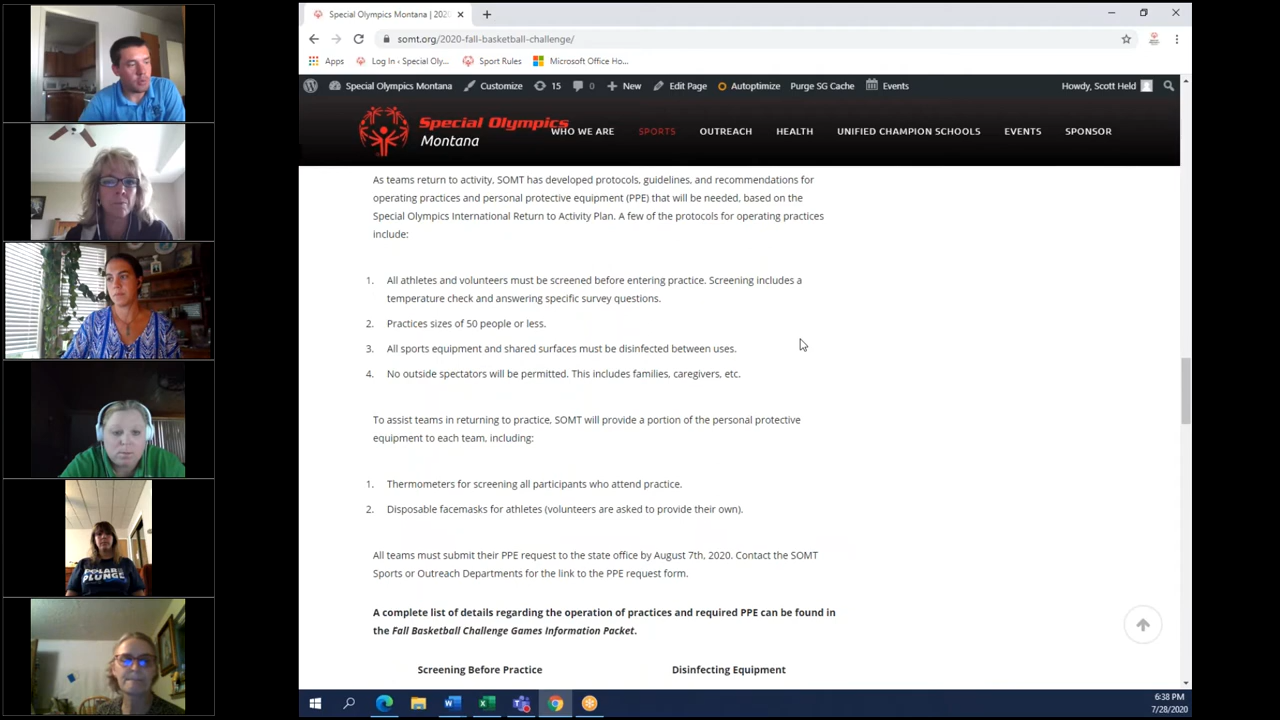 Special Olympics Montana | 202
somt.org/2020-fall-basketball-challenge/
Apps
Log In ‹ Special Oly...
Sport Rules
Microsoft Office Ho...
Special Olympics Montana
Customize
15
0
New
Edit Page
Autoptimize
Purge SG Cache
Events
Howdy, Scott Held
Special Olympics
Montana
WHO WE ARE
SPORTS
OUTREACH
HEALTH
UNIFIED CHAMPION SCHOOLS
EVENTS
SPONSOR
As teams return to activity, SOMT has developed protocols, guidelines, and recommendations for
operating practices and personal protective equipment (PPE) that will be needed, based on the
Special Olympics International Return to Activity Plan. A few of the protocols for operating practices
include:
1. All athletes and volunteers must be screened before entering practice. Screening includes a
temperature check and answering specific survey questions.
2. Practices sizes of 50 people or less.
3. All sports equipment and shared surfaces must be disinfected between uses.
4. No outside spectators will be permitted. This includes families, caregivers, etc.
To assist teams in returning to practice, SOMT will provide a portion of the personal protective
equipment to each team, including:
1. Thermometers for screening all participants who attend practice.
2. Disposable facemasks for athletes (volunteers are asked to provide their own).
All teams must submit their PPE request to the state office by August 7th, 2020. Contact the SOMT
Sports or Outreach Departments for the link to the PPE request form.
A complete list of details regarding the operation of practices and required PPE can be found in
the Fall Basketball Challenge Games Information Packet.
Screening Before Practice
Disinfecting Equipment
POLAR
PLUNGE
6:38 PM
7/28/2020